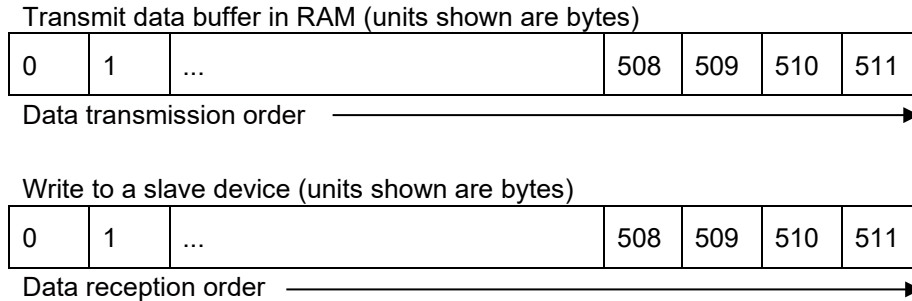 Transmit data buffer in RAM (units shown are bytes)
0 1 ... 508 509 510 511
Data transmission order
Write to a slave device (units shown are bytes)
0 1 ... 508 509 510 511
Data reception order